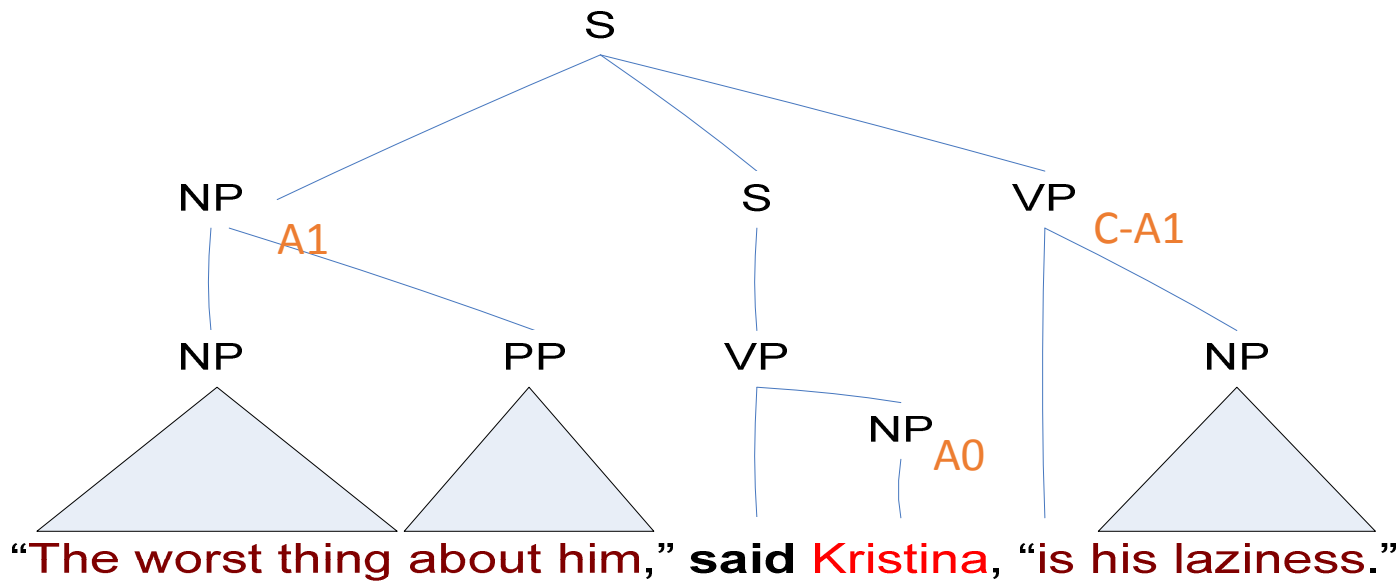 S
NP S VP
A1 C-A1
NP PP VP NP
NP A0
“The worst thing about him,” said Kristina, “is his laziness.”